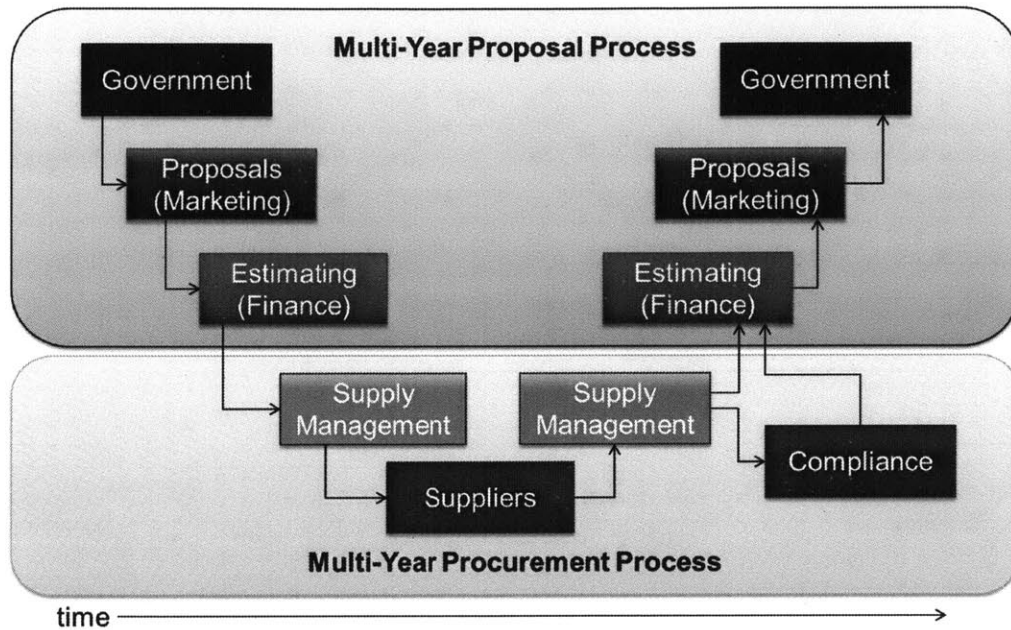 Multi-Year Proposal Process
Government
Government
Proposals
(Marketing)
Proposals
(Marketing)
Estimating
(Finance)
Estimating
(Finance)
Supply
Management
Supply
Management
Compliance
Suppliers
Multi-Year Procurement Process
time